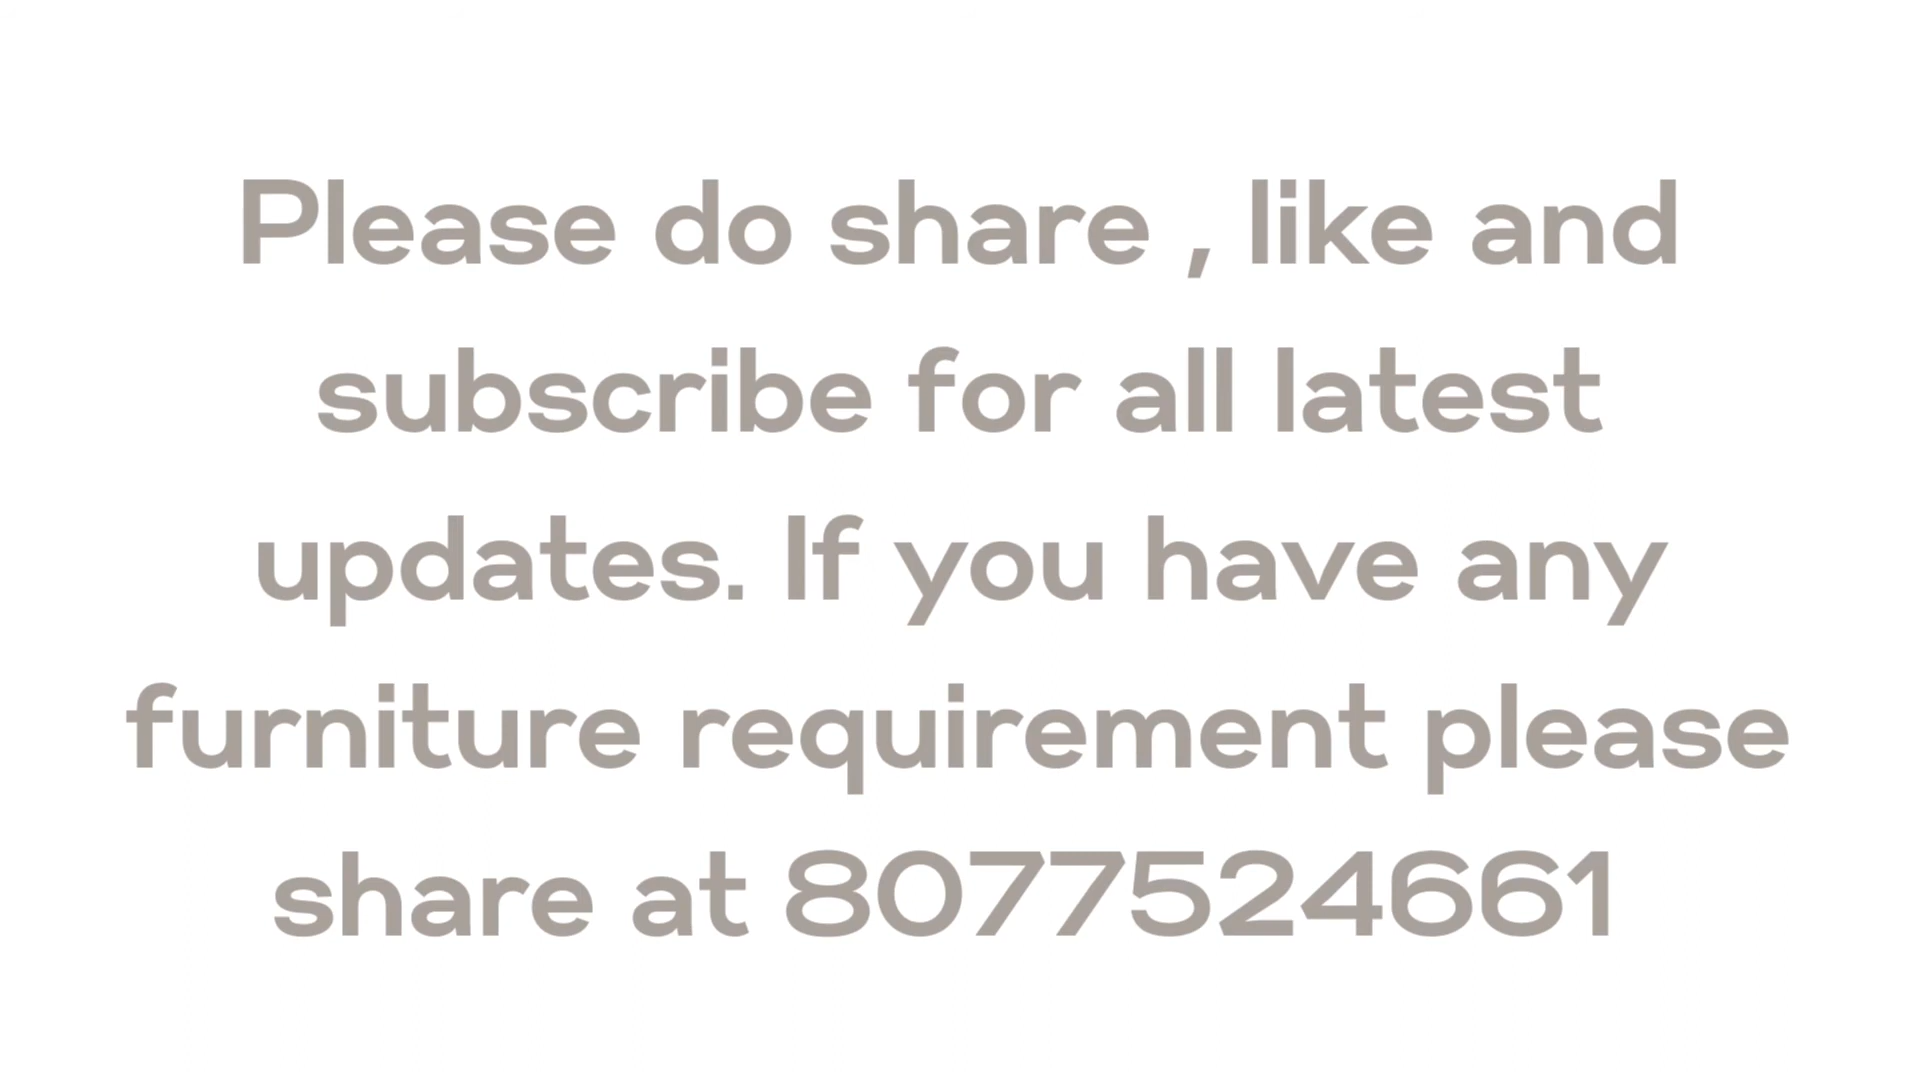 Please do share , like and
subscribe for all latest
updates. If you have any
furniture requirement please
share at 8077524661